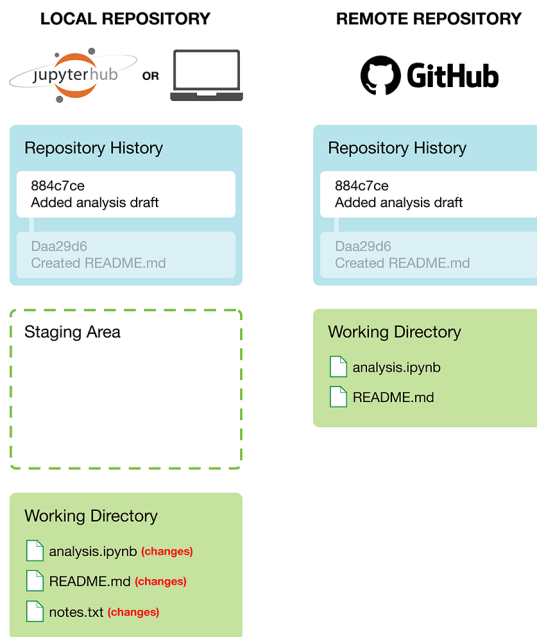 LOCAL REPOSITORY
jupyterhub OR
Repository History
884c7ce
Added analysis draft
Daa29d6
Created README.md
Staging Area
Working Directory
analysis.ipynb (changes)
README.md (changes)
notes.txt (changes)
REMOTE REPOSITORY
GitHub
Repository History
884c7ce
Added analysis draft
Daa29d6
Created README.md
Working Directory
analysis.ipynb
README.md